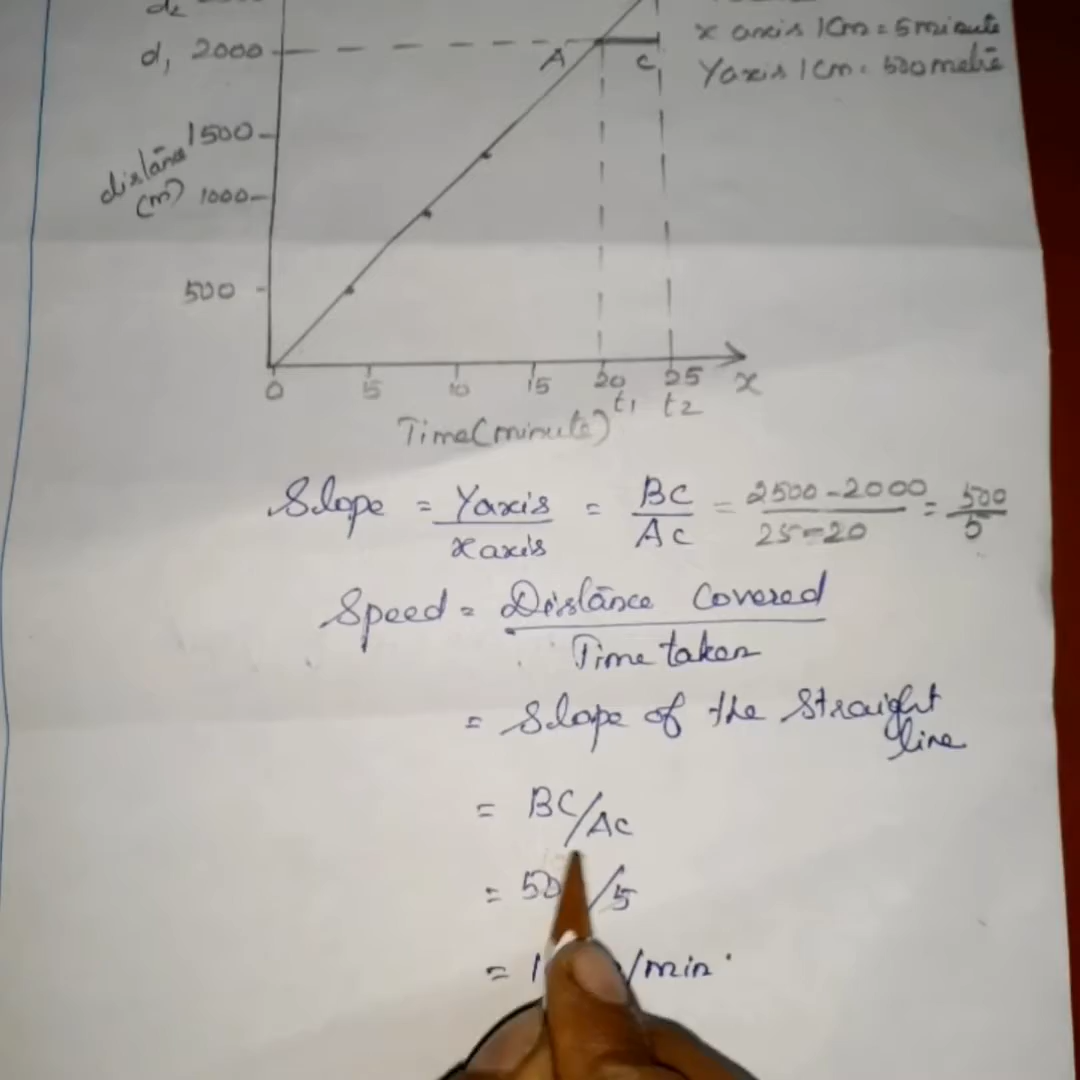 x axis 1cm = 5 minute
d, 2000
A
C
Yaxis 1cm = 500 metre
1500
distance
(m)
1000
500
0 5 10 15 20 25 x
t1 t2
Time (minute)
Slope = Yaxis / x axis = BC / AC = 2500 - 2000 / 25 - 20 = 500 / 5
Speed = Distance Covered
Time taken
= Slope of the Straight
line
= BC/AC
/5
/min